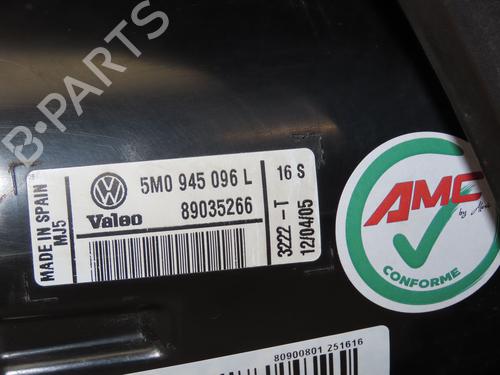 B-PARTS
MADE IN SPAIN
MJ5
5M0 945 096 L
16 S
Valeo
89035266
3222 - T
12/04/05
AMC
CONFORME
80900801 251616